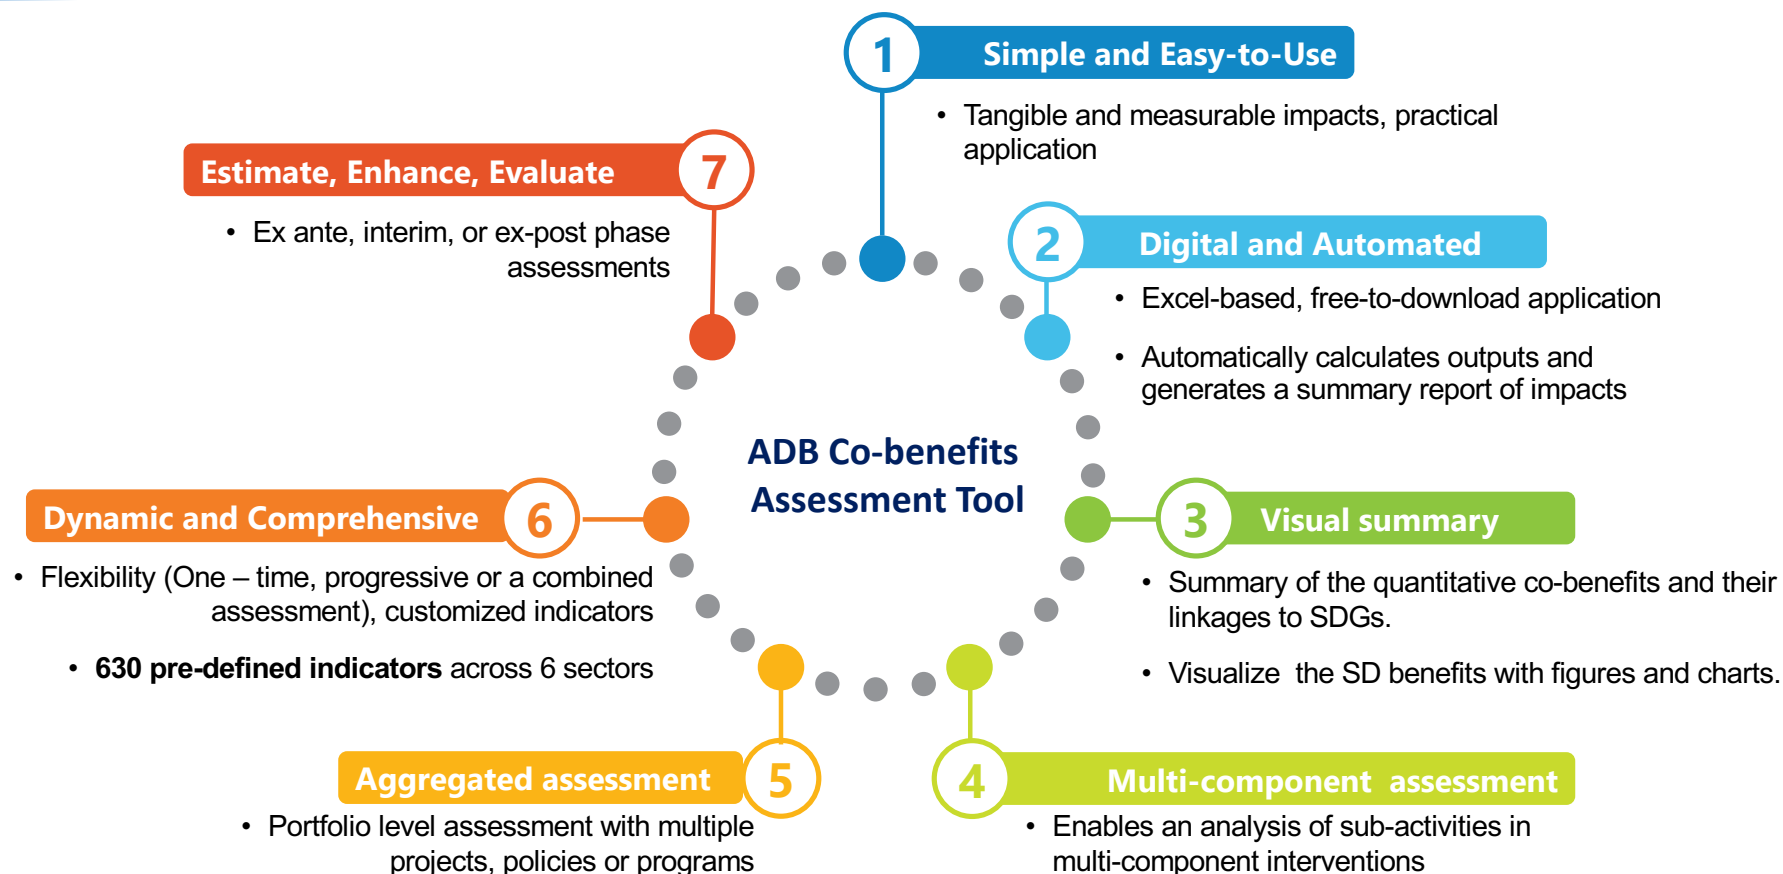 1
Simple and Easy-to-Use
• Tangible and measurable impacts, practical
application
2
Digital and Automated
• Excel-based, free-to-download application
• Automatically calculates outputs and
generates a summary report of impacts
3
Visual summary
• Summary of the quantitative co-benefits and their
linkages to SDGs.
• Visualize  the SD benefits with figures and charts.
4
Multi-component  assessment
• Enables an analysis of sub-activities in
multi-component interventions
5
Aggregated assessment
• Portfolio level assessment with multiple
projects, policies or programs
6
Dynamic and Comprehensive
• Flexibility (One – time, progressive or a combined
assessment), customized indicators
• 630 pre-defined indicators across 6 sectors
7
Estimate, Enhance, Evaluate
• Ex ante, interim, or ex-post phase
assessments
ADB Co-benefits
Assessment Tool